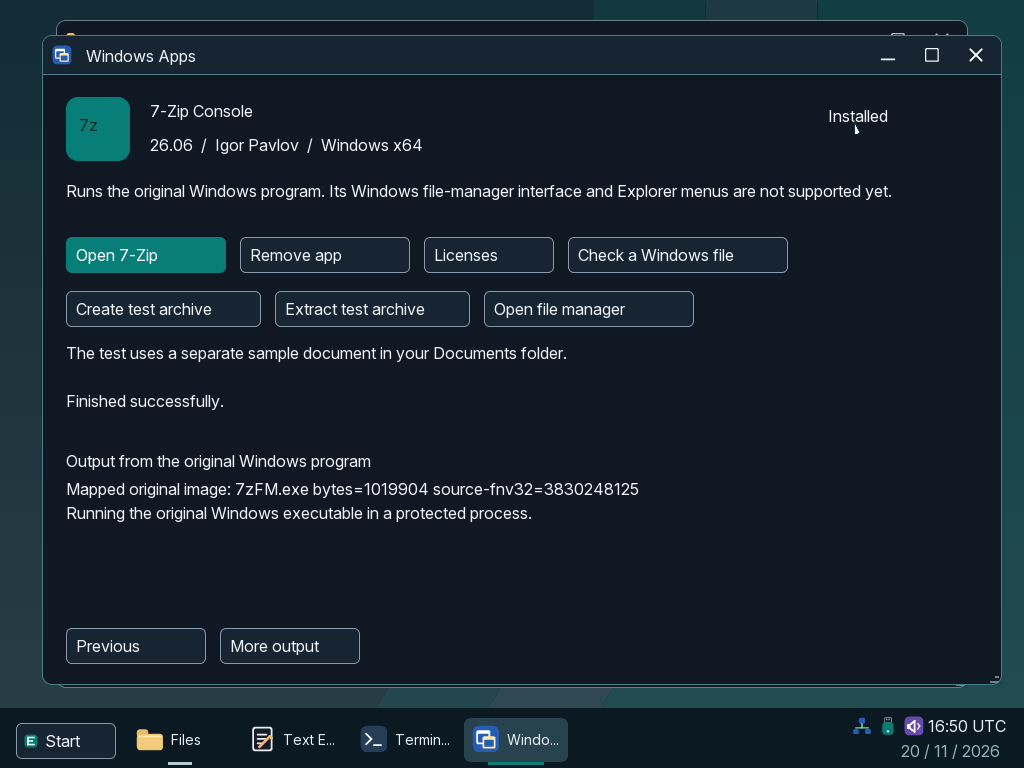 Windows Apps
7z
7-Zip Console
Installed
26.06 / Igor Pavlov / Windows x64
Runs the original Windows program. Its Windows file-manager interface and Explorer menus are not supported yet.
Open 7-Zip
Remove app
Licenses
Check a Windows file
Create test archive
Extract test archive
Open file manager
The test uses a separate sample document in your Documents folder.
Finished successfully.
Output from the original Windows program
Mapped original image: 7zFM.exe bytes=1019904 source-fnv32=3830248125
Running the original Windows executable in a protected process.
Previous
More output
E Start
Files
Text E...
Termin...
Windo...
16:50 UTC
20 / 11 / 2026